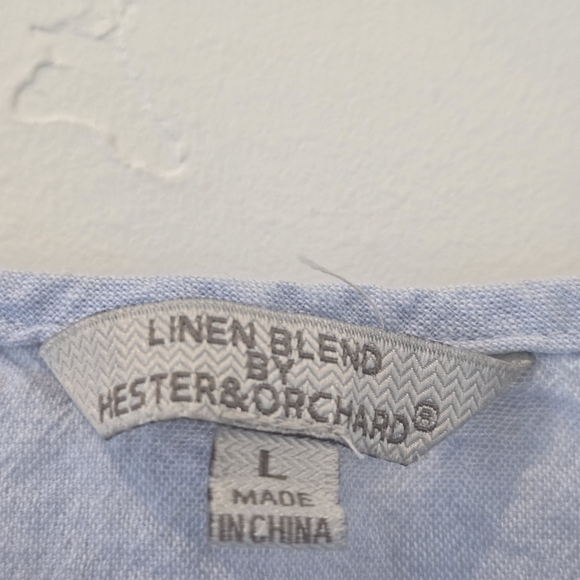 LINEN BLEND
BY
HESTER&ORCHARD®
L
MADE
IN CHINA